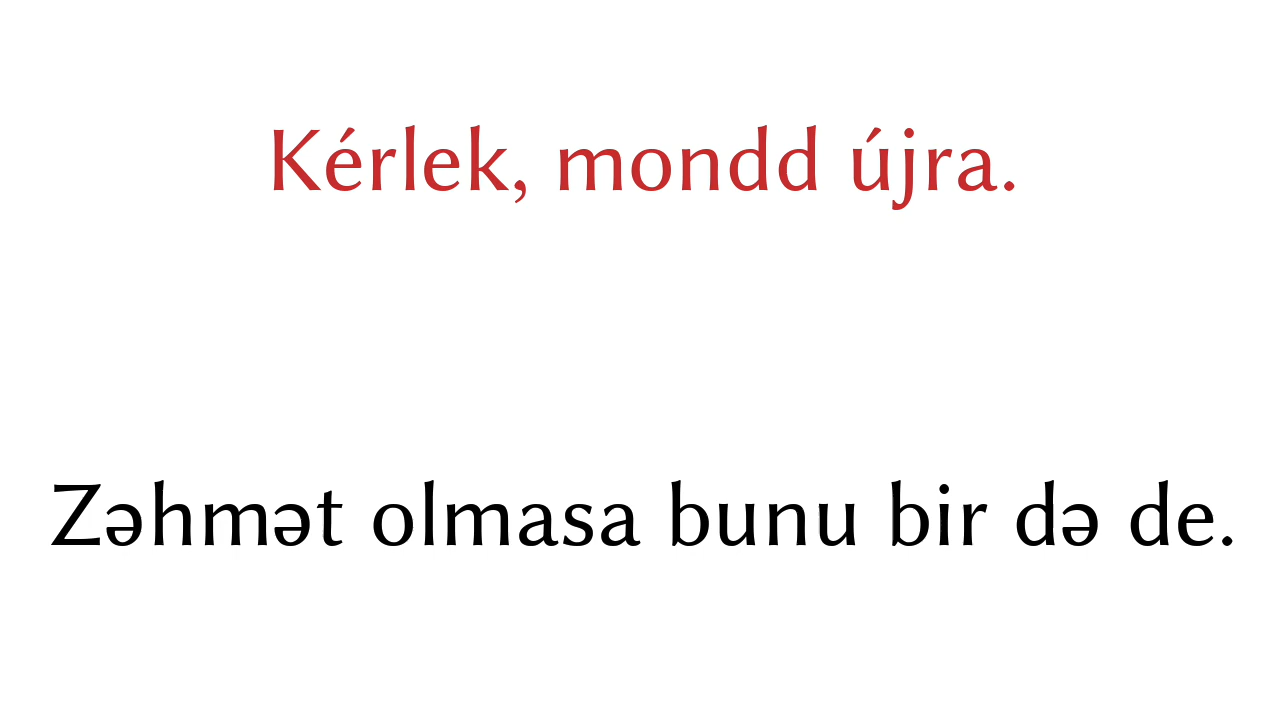 Kérlek, mondd újra.
Zəhmət olmasa bunu bir də de.